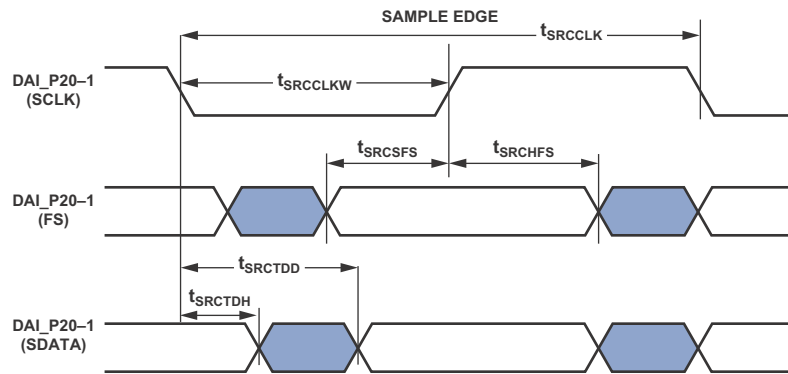 SAMPLE EDGE
tSRCCLK
DAI_P20–1
(SCLK)
tSRCCLKW
tSRCSFS
tSRCHFS
DAI_P20–1
(FS)
tSRCTDD
tSRCTDH
DAI_P20–1
(SDATA)